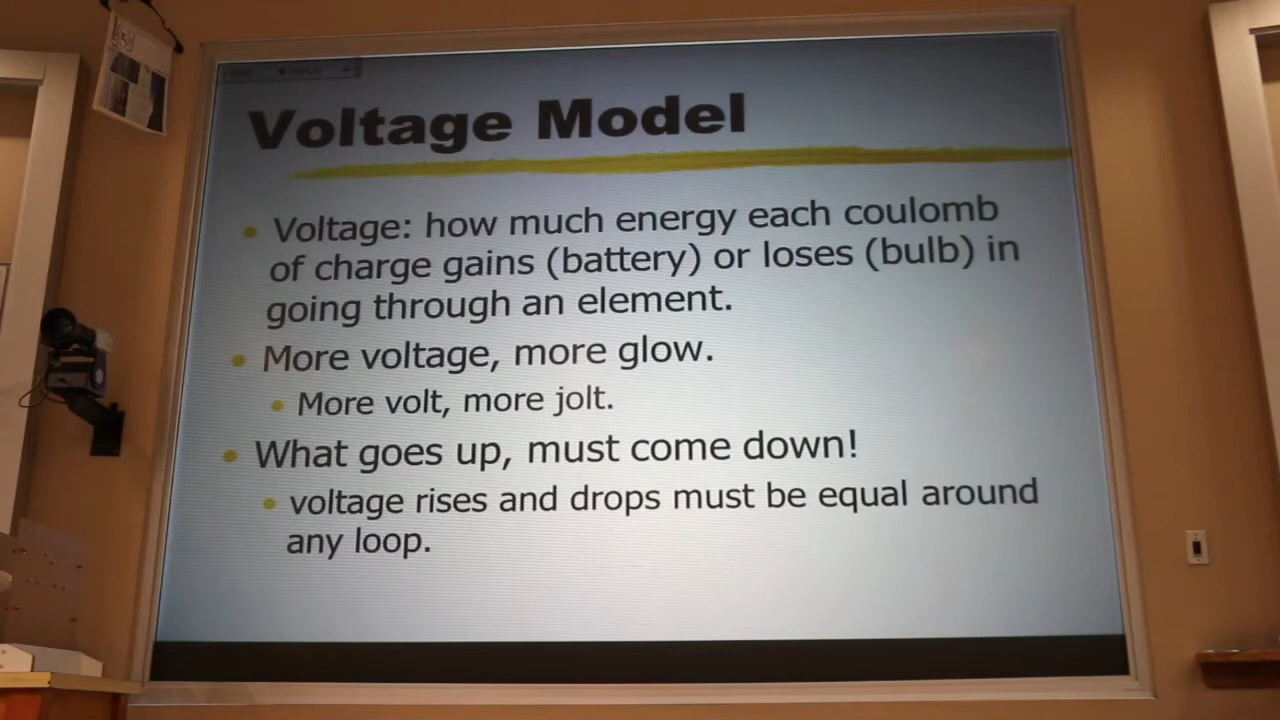 Voltage Model
Voltage: how much energy each coulomb
of charge gains (battery) or loses (bulb) in
going through an element.
More voltage, more glow.
More volt, more jolt.
What goes up, must come down!
voltage rises and drops must be equal around
any loop.